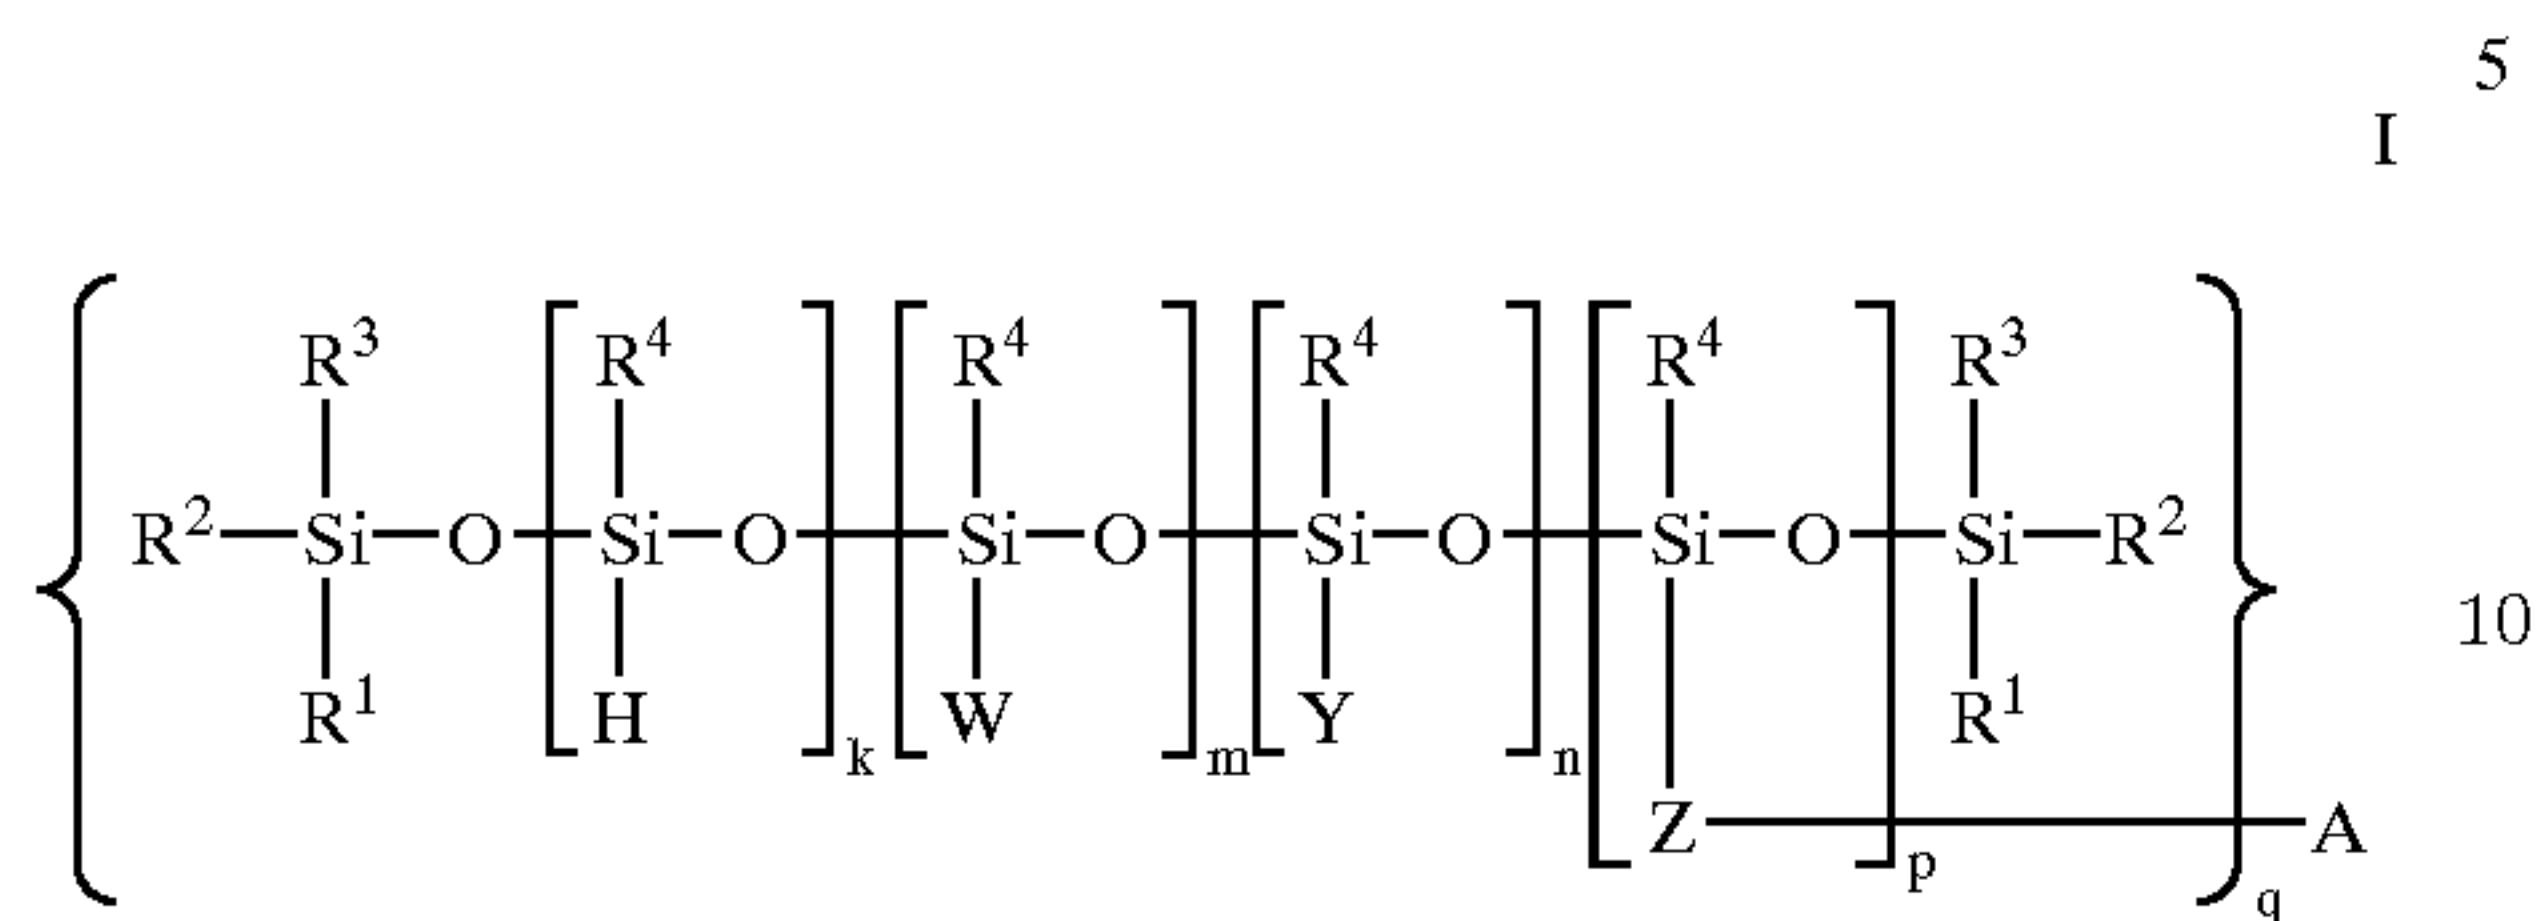 5
I
R³ R⁴ R⁴ R⁴ R⁴ R³
R² Si O Si O Si O Si O Si O Si R²
10
R¹ H W Y R¹
k m n
Z A
p
q